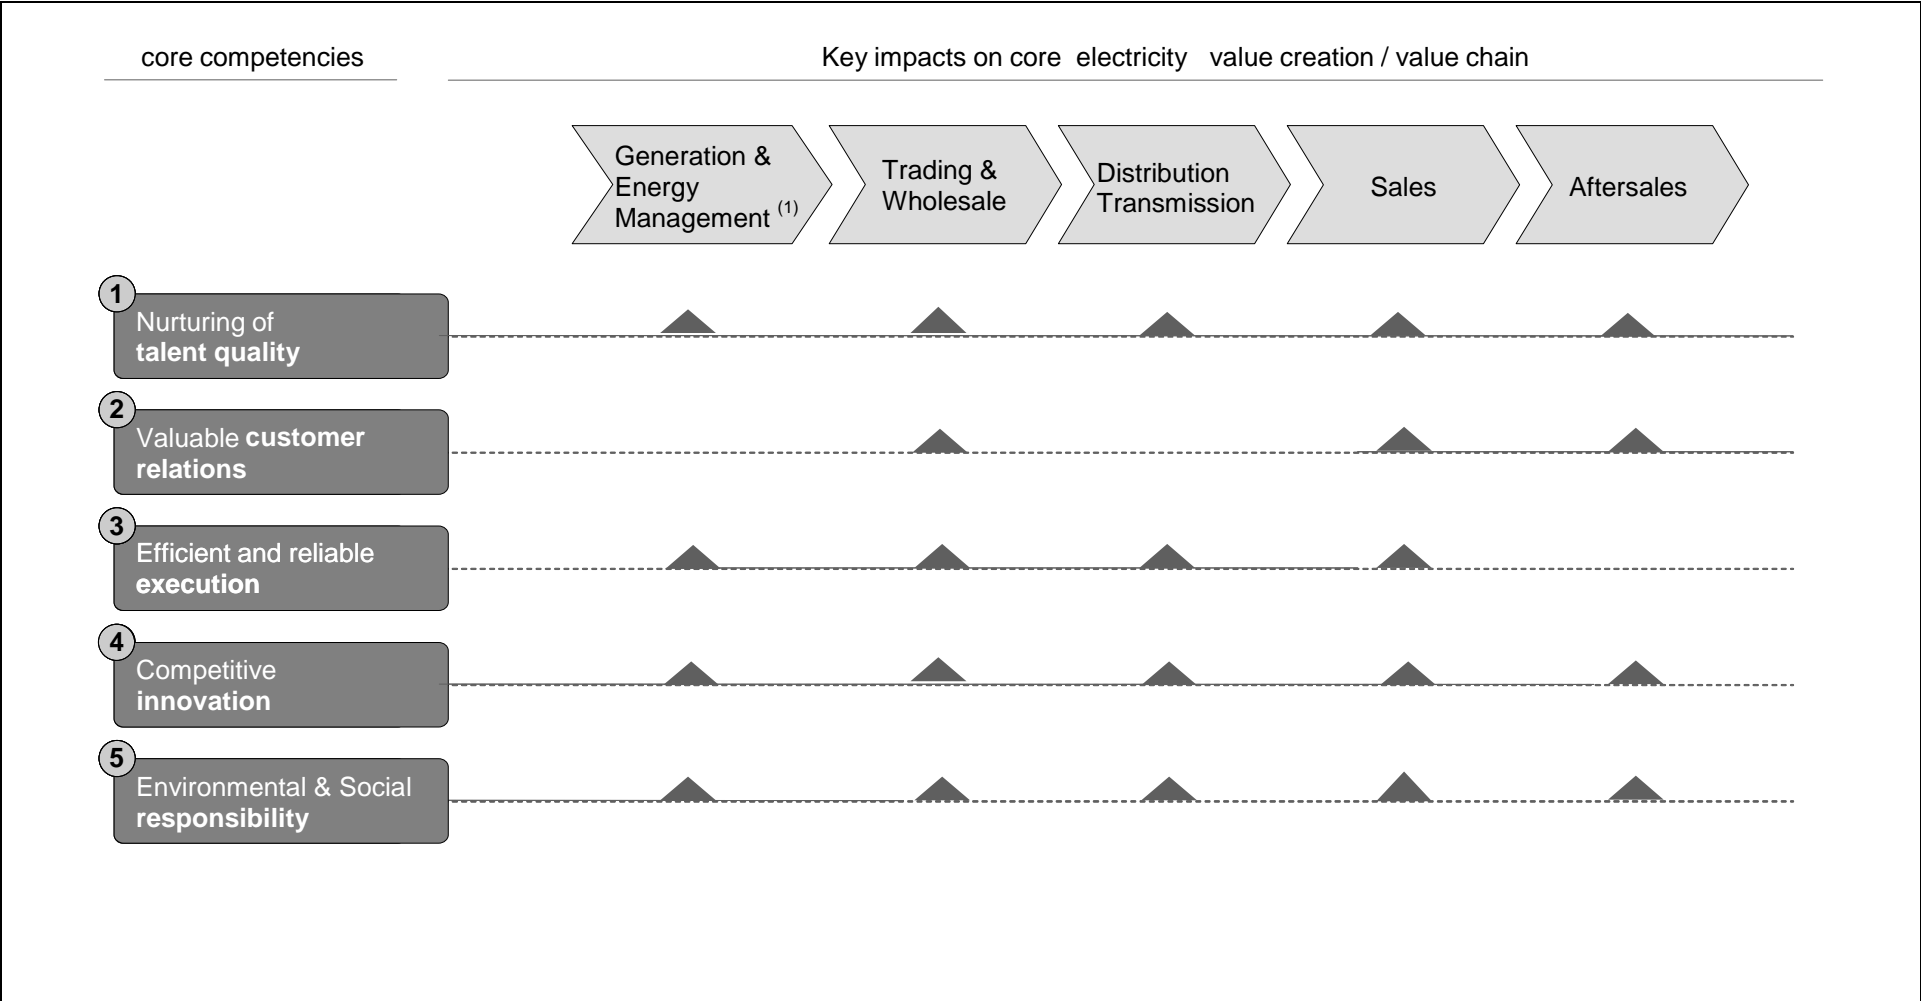 core competencies
Key impacts on core electricity value creation / value chain
Generation &
Energy
Management (1)
Trading &
Wholesale
Distribution
Transmission
Sales
Aftersales
1
Nurturing of
talent quality
2
Valuable customer
relations
3
Efficient and reliable
execution
4
Competitive
innovation
5
Environmental & Social
responsibility